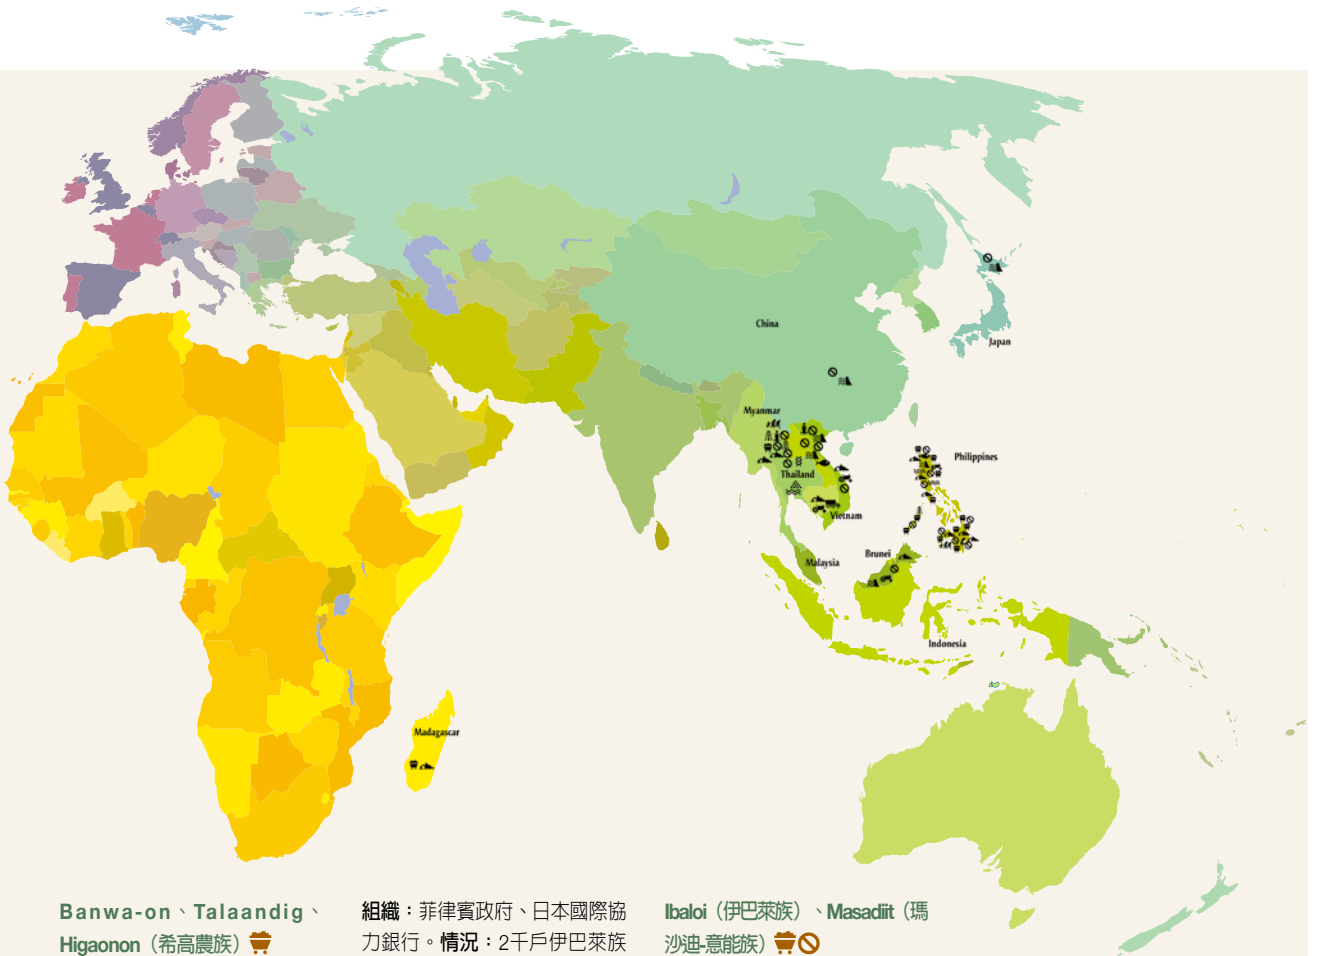 China
Japan
Myanmar
Philippines
Thailand
Vietnam
Brunei
Malaysia
Indonesia
Madagascar
Banwa-on、Talaandig、
Higaonon（希高農族）
組織：菲律賓政府、日本國際協
力銀行。情況：2千戶伊巴萊族
Ibaloi（伊巴萊族）、Masadiit（瑪
沙迪-意能族）